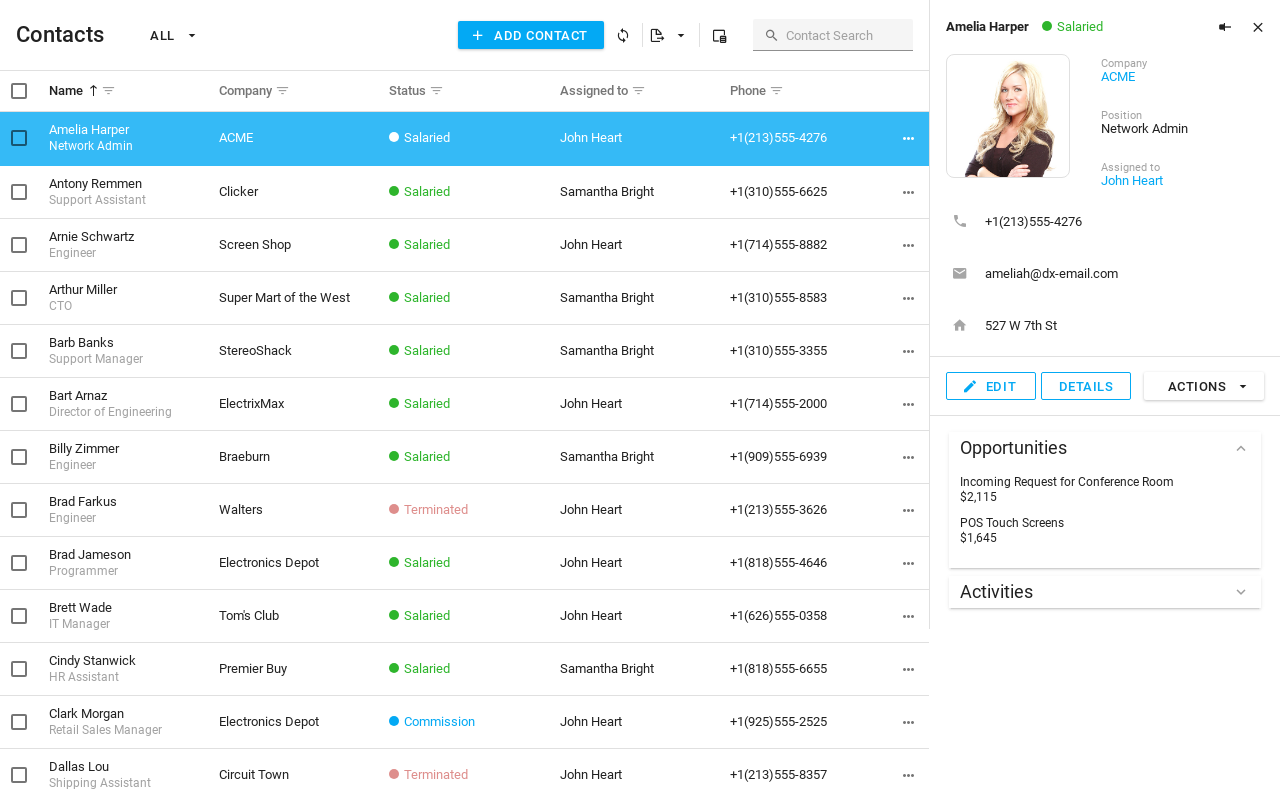 Contacts
ALL
ADD CONTACT
Contact Search
Name Company Status Assigned to Phone
Amelia Harper
Network Admin
ACME Salaried John Heart +1(213)555-4276
Antony Remmen
Support Assistant
Clicker Salaried Samantha Bright +1(310)555-6625
Arnie Schwartz
Engineer
Screen Shop Salaried John Heart +1(714)555-8882
Arthur Miller
CTO
Super Mart of the West Salaried Samantha Bright +1(310)555-8583
Barb Banks
Support Manager
StereoShack Salaried Samantha Bright +1(310)555-3355
Bart Arnaz
Director of Engineering
ElectrixMax Salaried John Heart +1(714)555-2000
Billy Zimmer
Engineer
Braeburn Salaried Samantha Bright +1(909)555-6939
Brad Farkus
Engineer
Walters Terminated John Heart +1(213)555-3626
Brad Jameson
Programmer
Electronics Depot Salaried John Heart +1(818)555-4646
Brett Wade
IT Manager
Tom's Club Salaried John Heart +1(626)555-0358
Cindy Stanwick
HR Assistant
Premier Buy Salaried Samantha Bright +1(818)555-6655
Clark Morgan
Retail Sales Manager
Electronics Depot Commission John Heart +1(925)555-2525
Dallas Lou
Shipping Assistant
Circuit Town Terminated John Heart +1(213)555-8357
Amelia Harper Salaried
Company
ACME
Position
Network Admin
Assigned to
John Heart
+1(213)555-4276
ameliah@dx-email.com
527 W 7th St
EDIT DETAILS ACTIONS
Opportunities
Incoming Request for Conference Room
$2,115
POS Touch Screens
$1,645
Activities